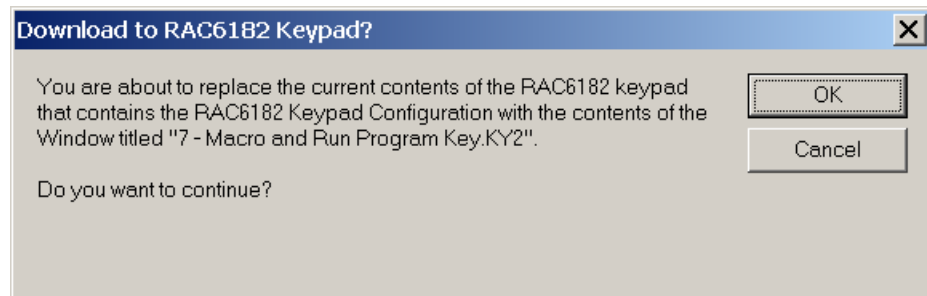 Download to RAC6182 Keypad?
You are about to replace the current contents of the RAC6182 keypad
that contains the RAC6182 Keypad Configuration with the contents of the
Window titled "7 - Macro and Run Program Key.KY2".
Do you want to continue?
OK
Cancel